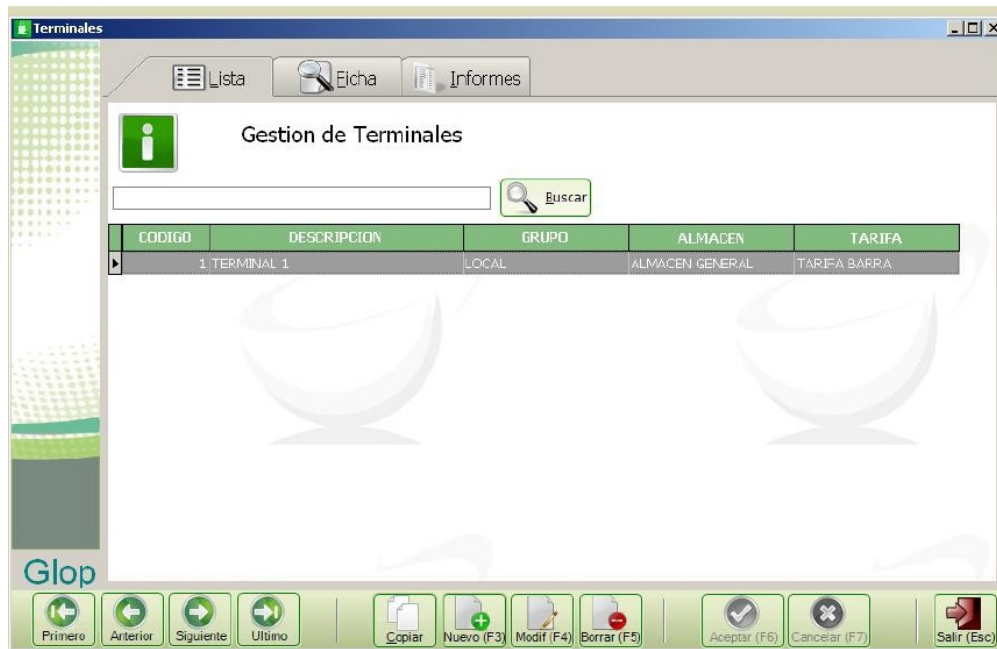 Terminales
Lista Ficha Informes
Gestion de Terminales
Buscar
CODIGO DESCRIPCION GRUPO ALMACEN TARIFA
1 TERMINAL 1 LOCAL ALMACEN GENERAL TARIFA BARRA
Glop
Primero Anterior Siguiente Ultimo Copiar Nuevo (F3) Modif (F4) Borrar (F5) Aceptar (F6) Cancelar (F7) Salir (Esc)